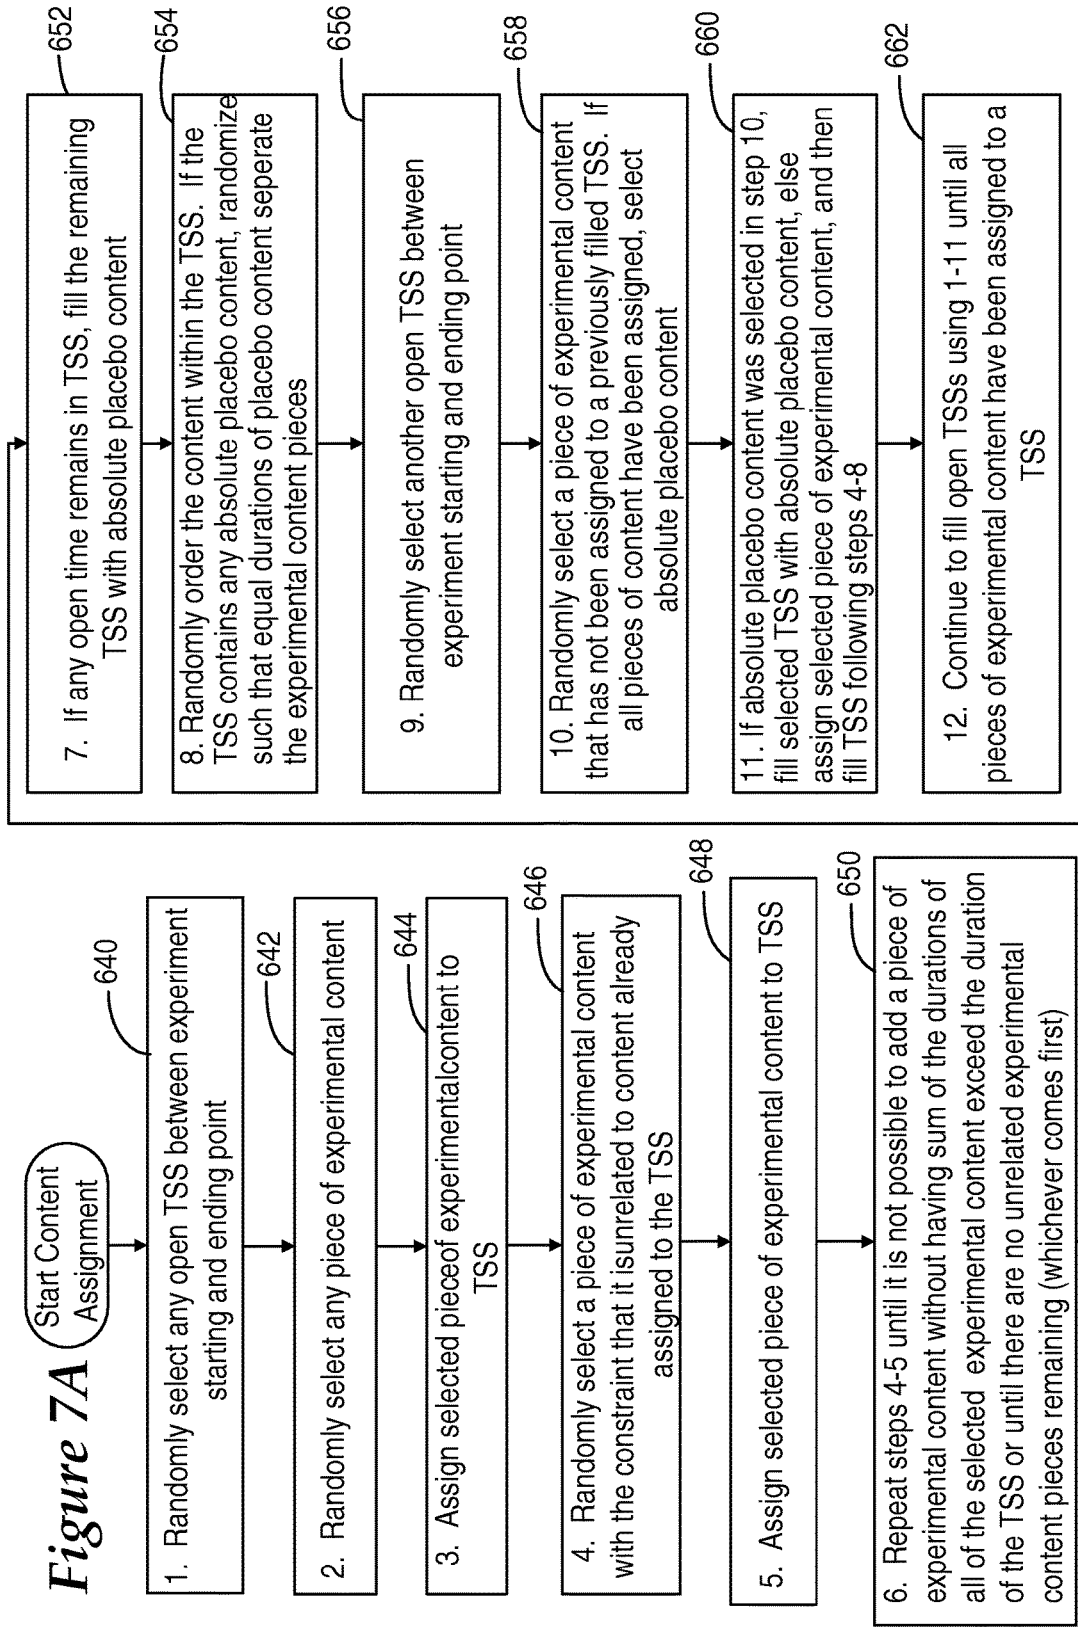 Figure 7A
Start Content
Assignment
640
1. Randomly select any open TSS between experiment
starting and ending point
642
2. Randomly select any piece of experimental content
644
3. Assign selected pieceof experimentalcontent to
TSS
646
4. Randomly select a piece of experimental content
with the constraint that it isunrelated to content already
assigned to the TSS
648
5. Assign selected piece of experimental content to TSS
650
6. Repeat steps 4-5 until it is not possible to add a piece of
experimental content without having sum of the durations of
all of the selected experimental content exceed the duration
of the TSS or until there are no unrelated experimental
content pieces remaining (whichever comes first)
652
7. If any open time remains in TSS, fill the remaining
TSS with absolute placebo content
654
8. Randomly order the content within the TSS. If the
TSS contains any absolute placebo content, randomize
such that equal durations of placebo content seperate
the experimental content pieces
656
9. Randomly select another open TSS between
experiment starting and ending point
658
10. Randomly select a piece of experimental content
that has not been assigned to a previously filled TSS. If
all pieces of content have been assigned, select
absolute placebo content
660
11. If absolute placebo content was selected in step 10,
fill selected TSS with absolute placebo content, else
assign selected piece of experimental content, and then
fill TSS following steps 4-8
662
12. Continue to fill open TSSs using 1-11 until all
pieces of experimental content have been assigned to a
TSS